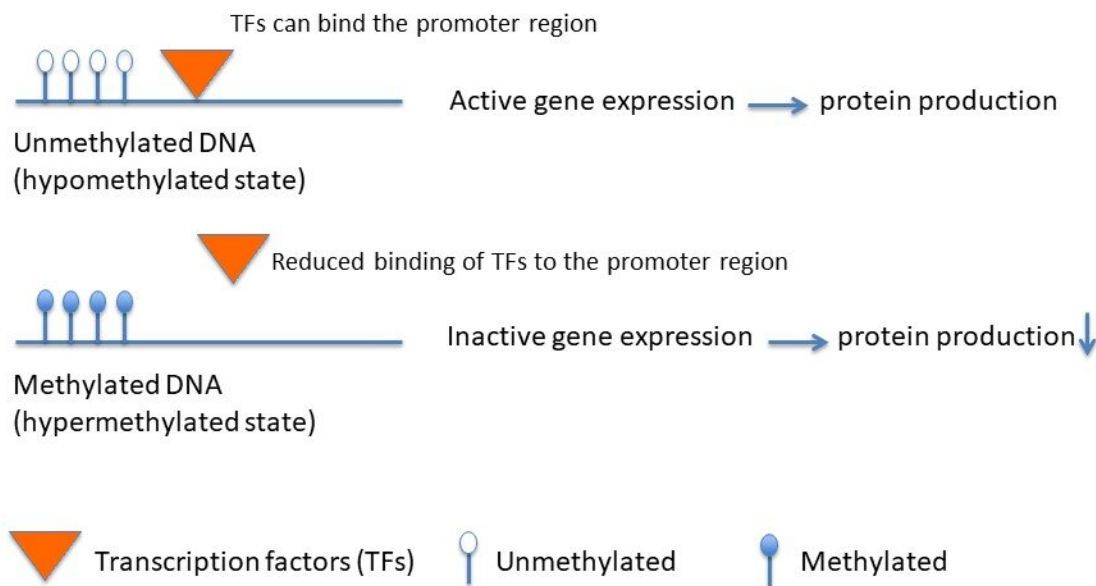 TFs can bind the promoter region
Active gene expression
protein production
Unmethylated DNA
(hypomethylated state)
Reduced binding of TFs to the promoter region
Inactive gene expression
protein production
Methylated DNA
(hypermethylated state)
Transcription factors (TFs)
Unmethylated
Methylated